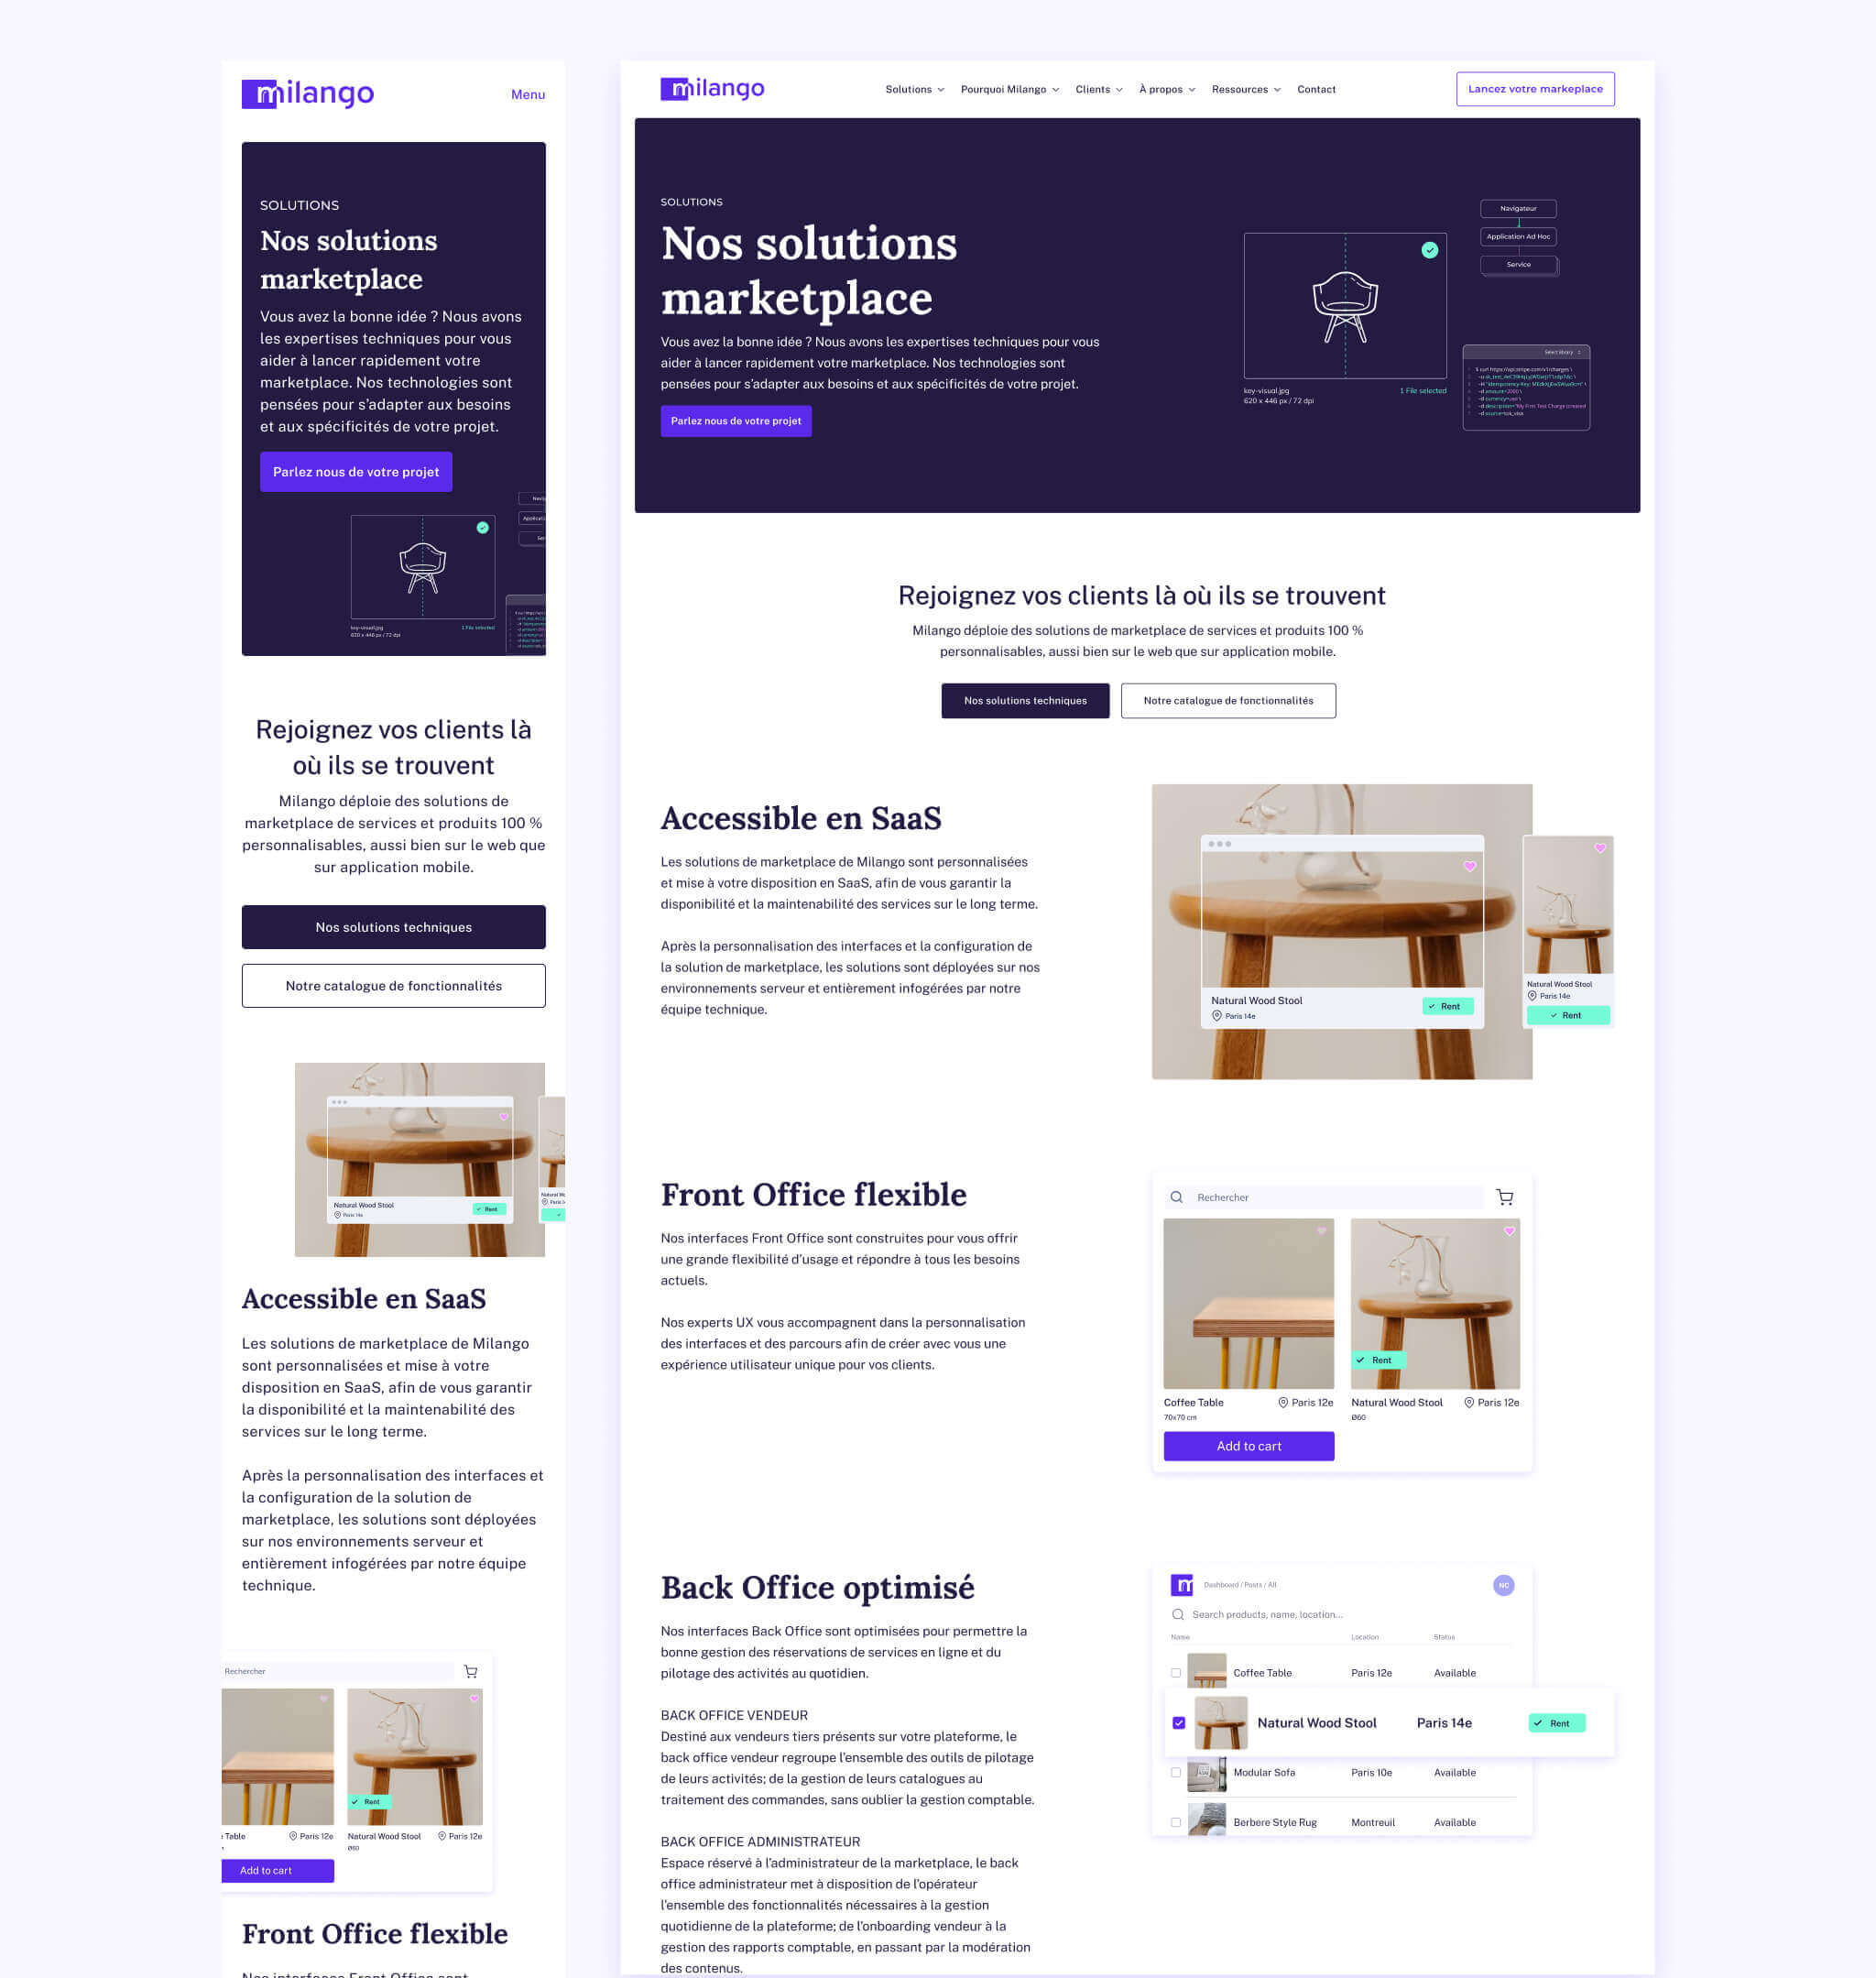 milango
Menu
SOLUTIONS
Nos solutions
marketplace
Vous avez la bonne idée ? Nous avons
les expertises techniques pour vous
aider à lancer rapidement votre
marketplace. Nos technologies sont
pensées pour s'adapter aux besoins
et aux spécificités de votre projet.
Parlez nous de votre projet
key-visual.jpg
620 x 446 px / 72 dpi
1 File selected
Rejoignez vos clients là
où ils se trouvent
Milango déploie des solutions de
marketplace de services et produits 100 %
personnalisables, aussi bien sur le web que
sur application mobile.
Nos solutions techniques
Notre catalogue de fonctionnalités
Natural Wood Stool
Paris 14e
Rent
Accessible en SaaS
Les solutions de marketplace de Milango
sont personnalisées et mise à votre
disposition en SaaS, afin de vous garantir
la disponibilité et la maintenabilité des
services sur le long terme.
Après la personnalisation des interfaces et
la configuration de la solution de
marketplace, les solutions sont déployées
sur nos environnements serveur et
entièrement infogérées par notre équipe
technique.
Rechercher
Rent
Table
Paris 12e
Natural Wood Stool
Paris 12e
Ø60
Add to cart
Front Office flexible
Nos interfaces Front Office sont
milango
Solutions
Pourquoi Milango
Clients
À propos
Ressources
Contact
Lancez votre markeplace
SOLUTIONS
Nos solutions
marketplace
Vous avez la bonne idée ? Nous avons les expertises techniques pour vous
aider à lancer rapidement votre marketplace. Nos technologies sont
pensées pour s'adapter aux besoins et aux spécificités de votre projet.
Parlez nous de votre projet
key-visual.jpg
620 x 446 px / 72 dpi
1 File selected
Navigateur
Application Ad Hoc
Service
Select library
Rejoignez vos clients là où ils se trouvent
Milango déploie des solutions de marketplace de services et produits 100 %
personnalisables, aussi bien sur le web que sur application mobile.
Nos solutions techniques
Notre catalogue de fonctionnalités
Accessible en SaaS
Les solutions de marketplace de Milango sont personnalisées
et mise à votre disposition en SaaS, afin de vous garantir la
disponibilité et la maintenabilité des services sur le long terme.
Après la personnalisation des interfaces et la configuration de
la solution de marketplace, les solutions sont déployées sur nos
environnements serveur et entièrement infogérées par notre
équipe technique.
Natural Wood Stool
Paris 14e
Rent
Natural Wood Stool
Paris 14e
Rent
Front Office flexible
Nos interfaces Front Office sont construites pour vous offrir
une grande flexibilité d'usage et répondre à tous les besoins
actuels.
Nos experts UX vous accompagnent dans la personnalisation
des interfaces et des parcours afin de créer avec vous une
expérience utilisateur unique pour vos clients.
Rechercher
Rent
Coffee Table
Paris 12e
70x70 cm
Natural Wood Stool
Paris 12e
Ø60
Add to cart
Back Office optimisé
Nos interfaces Back Office sont optimisées pour permettre la
bonne gestion des réservations de services en ligne et du
pilotage des activités au quotidien.
BACK OFFICE VENDEUR
Destiné aux vendeurs tiers présents sur votre plateforme, le
back office vendeur regroupe l'ensemble des outils de pilotage
de leurs activités; de la gestion de leurs catalogues au
traitement des commandes, sans oublier la gestion comptable.
BACK OFFICE ADMINISTRATEUR
Espace réservé à l'administrateur de la marketplace, le back
office administrateur met à disposition de l'opérateur
l'ensemble des fonctionnalités nécessaires à la gestion
quotidienne de la plateforme; de l'onboarding vendeur à la
gestion des rapports comptable, en passant par la modération
des contenus.
m
Dashboard / Posts / All
NC
Search products, name, location...
Name
Location
Status
Coffee Table
Paris 12e
Available
Natural Wood Stool
Paris 14e
Rent
Modular Sofa
Paris 10e
Available
Berbere Style Rug
Montreuil
Available